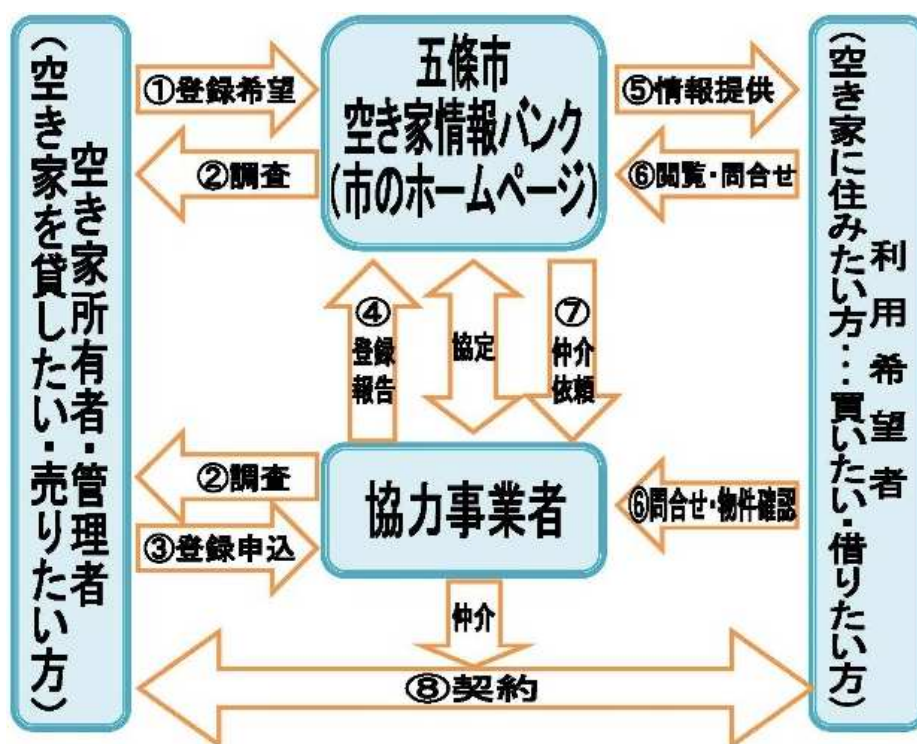 空き家所有者・管理者
（空き家を貸したい・売りたい方）
①登録希望
②調査
五條市
空き家情報バンク
（市のホームページ）
⑤情報提供
⑥閲覧・問合せ
利用希望者
（空き家に住みたい方…買いたい・借りたい方）
④
登録
報告
協定
⑦
仲介
依頼
②調査
③登録申込
協力事業者
⑥問合せ・物件確認
仲介
⑧契約